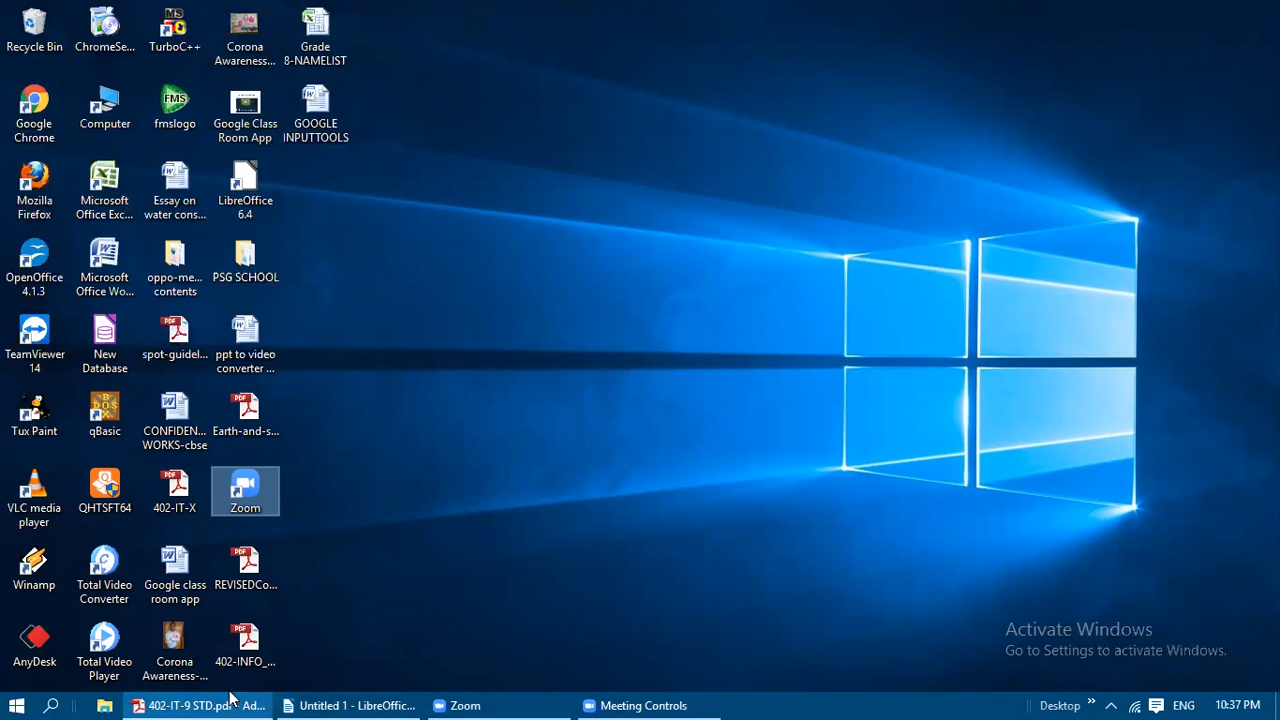 Recycle Bin
ChromeSe...
TurboC++
Corona
Awareness...
Grade
8-NAMELIST
Google
Chrome
Computer
fmslogo
Google Class
Room App
GOOGLE
INPUTTOOLS
Mozilla
Firefox
Microsoft
Office Exc...
Essay on
water cons...
LibreOffice
6.4
OpenOffice
4.1.3
Microsoft
Office Wo...
oppo-me...
contents
PSG SCHOOL
TeamViewer
14
New
Database
spot-guidel...
ppt to video
converter ...
Tux Paint
qBasic
CONFIDEN...
WORKS-cbse
Earth-and-s...
VLC media
player
QHTSFT64
402-IT-X
Zoom
Winamp
Total Video
Converter
Google class
room app
REVISEDCo...
AnyDesk
Total Video
Player
Corona
Awareness-...
402-INFO_...
Activate Windows
Go to Settings to activate Windows.
402-IT-9 STD.pdf - Ad...
Untitled 1 - LibreOffic...
Zoom
Meeting Controls
Desktop
ENG
10:37 PM